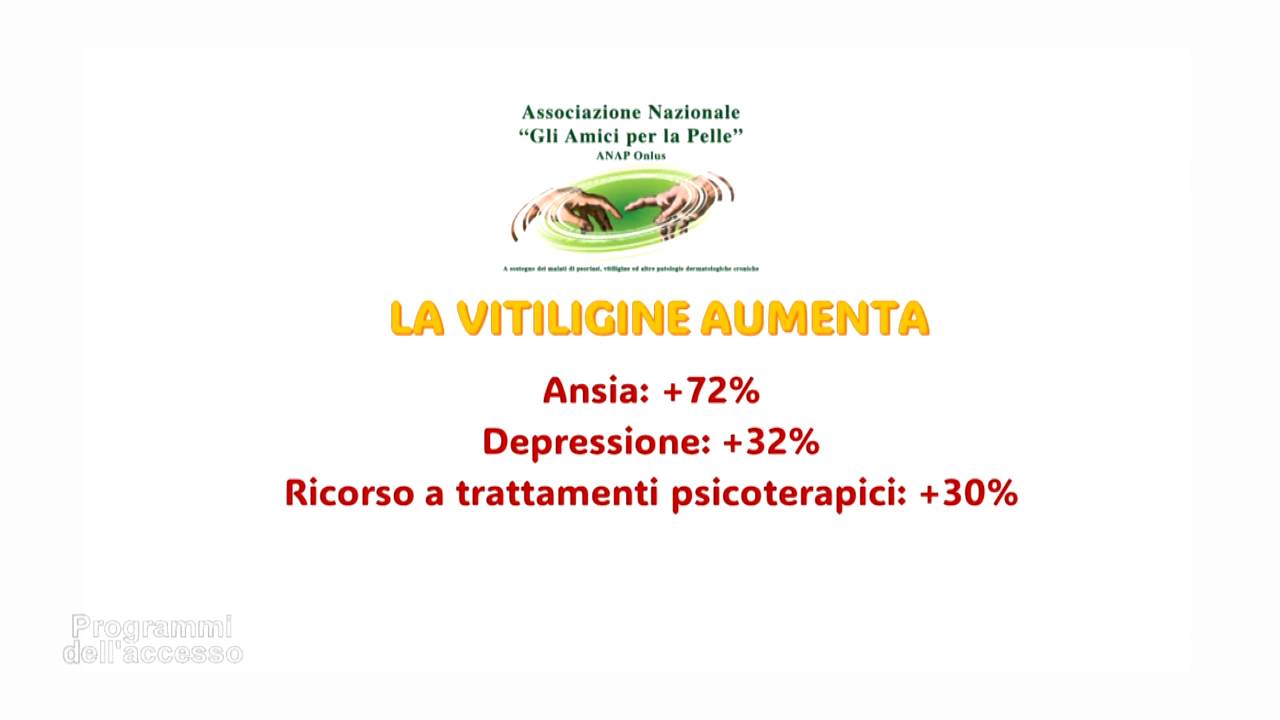 Associazione Nazionale
“Gli Amici per la Pelle”
ANAP Onlus
A sostegno dei malati di psoriasi, vitiligine ed altre patologie dermatologiche croniche
LA VITILIGINE AUMENTA
Ansia: +72%
Depressione: +32%
Ricorso a trattamenti psicoterapici: +30%
Programmi
dell'accesso